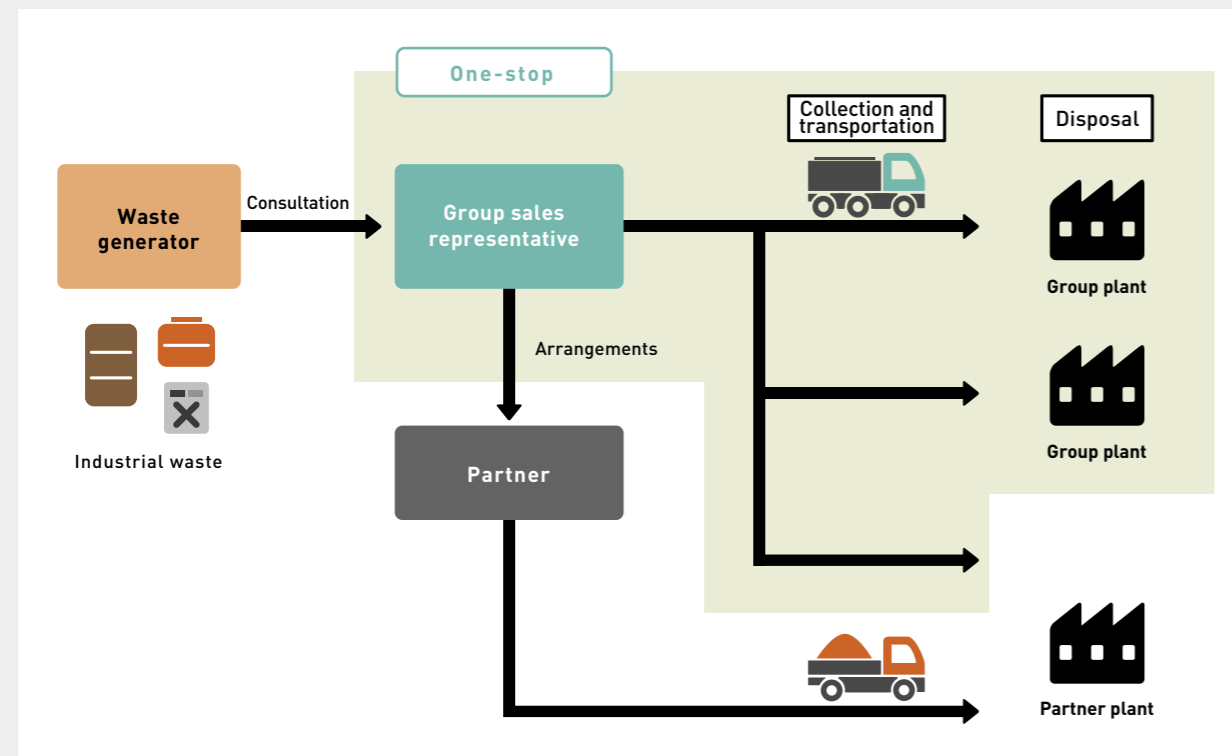 One-stop
Collection and
transportation
Disposal
Waste
generator
Consultation
Group sales
representative
Group plant
Arrangements
Group plant
Industrial waste
Partner
Partner plant